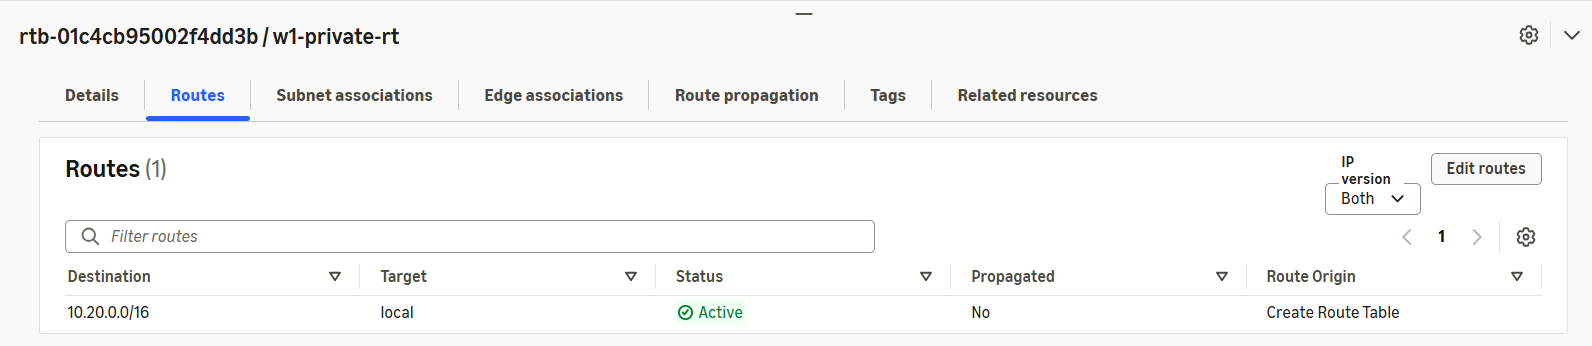 rtb-01c4cb95002f4dd3b / w1-private-rt
Details Routes Subnet associations Edge associations Route propagation Tags Related resources
Routes (1)
IP version
Both
Edit routes
Filter routes
1
Destination Target Status Propagated Route Origin
10.20.0.0/16 local Active No Create Route Table